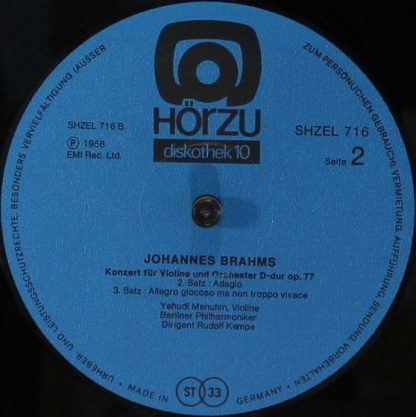 HÖRZU
diskothek 10
SHZEL 716 B
Ⓟ 1958
EMI Rec. Ltd.
SHZEL 716
Seite 2
JOHANNES BRAHMS
Konzert für Violine und Orchester D-dur op. 77
2. Satz : Adagio
3. Satz : Allegro giocoso ma non troppo vivace
Yehudi Menuhin, Violine
Berliner Philharmoniker
Dirigent Rudolf Kempe
URHEBER- UND LEISTUNGSSCHUTZRECHTE, BESONDERS VERVIELFÄLTIGUNG (AUSSER ZUM PERSÖNLICHEN GEBRAUCH), VERMIETUNG, AUFFÜHRUNG, SENDUNG, VORBEHALTEN
• MADE IN GERMANY •
ST 33